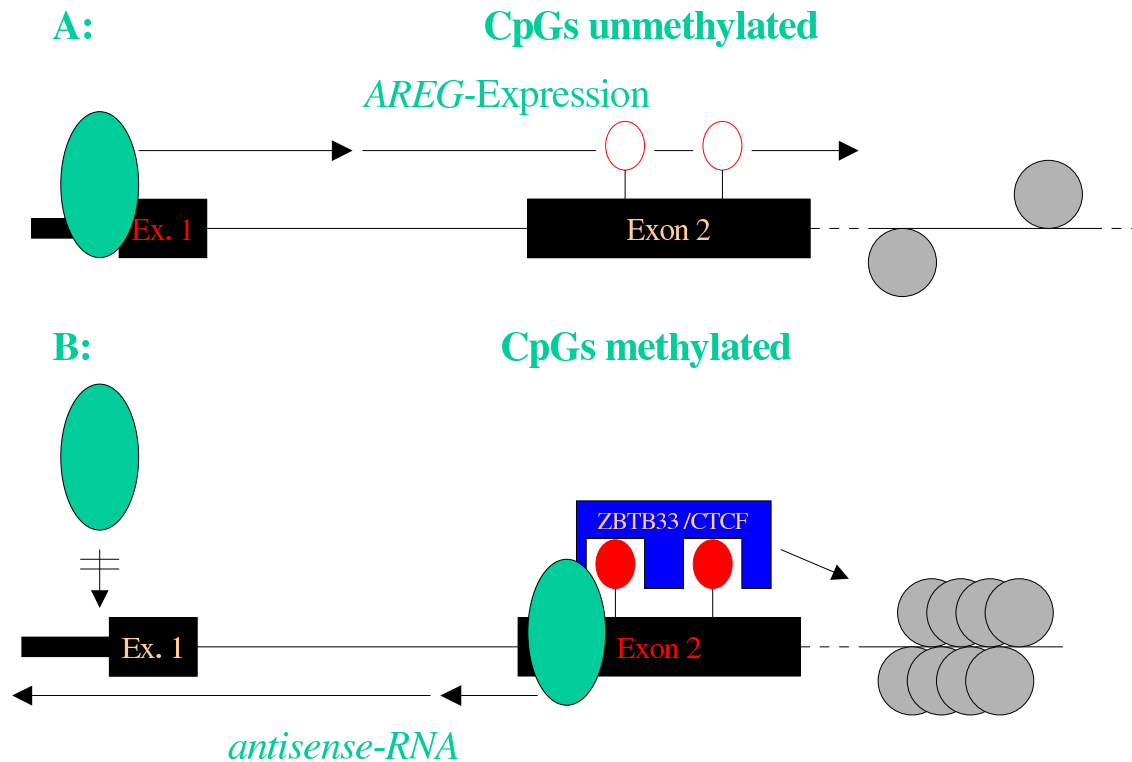 A: CpGs unmethylated
AREG-Expression
Ex. 1 Exon 2
B: CpGs methylated
ZBTB33 /CTCF
Ex. 1 Exon 2
antisense-RNA